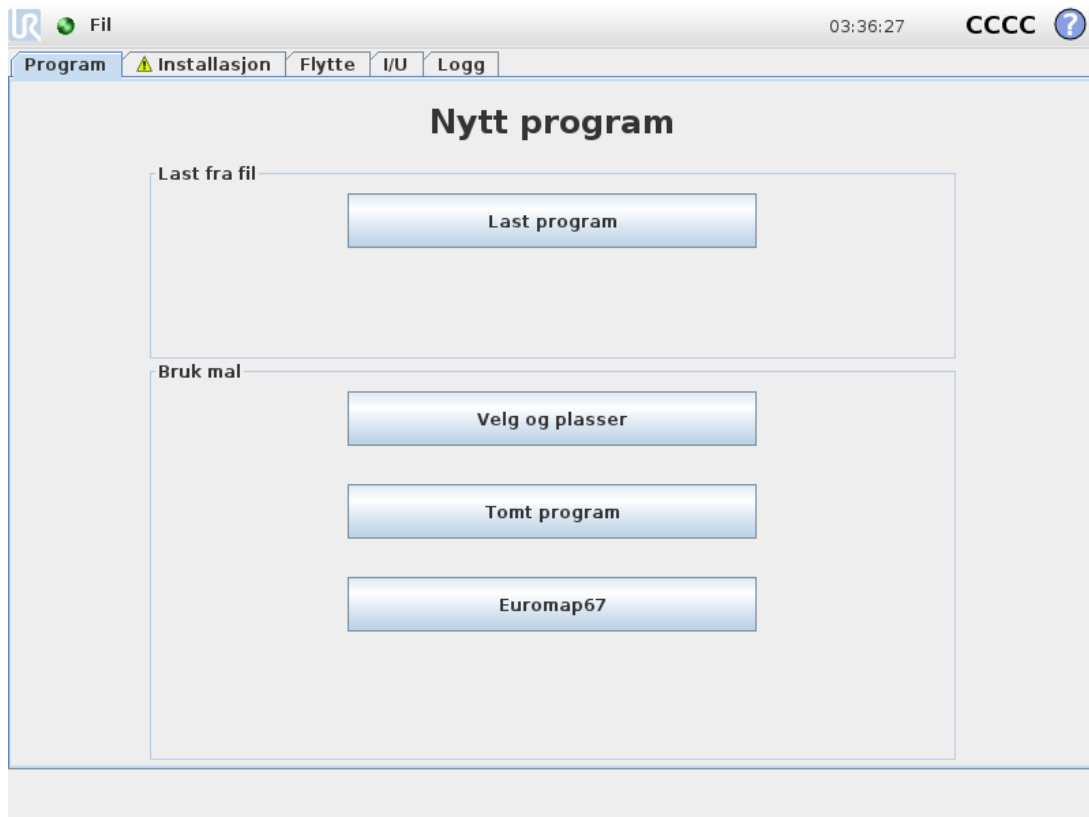 UR Fil 03:36:27 CCCC ?
Program Installasjon Flytte I/U Logg
Nytt program
Last fra fil
Last program
Bruk mal
Velg og plasser
Tomt program
Euromap67